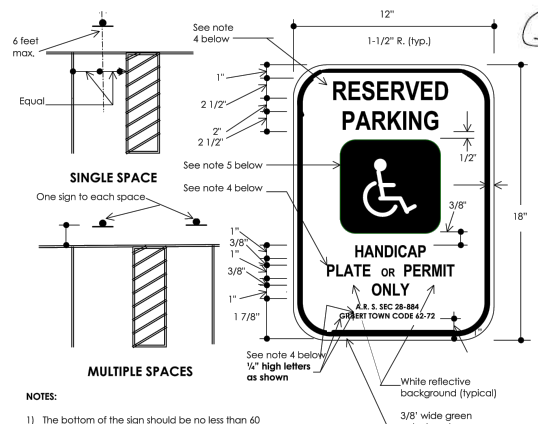 12"
See note
4 below
1-1/2" R. (typ.)
6 feet
max.
1"
RESERVED
2 1/2"
Equal
PARKING
2"
2 1/2"
1/2"
See note 5 below
SINGLE SPACE
See note 4 below
One sign to each space
3/8"
18"
1"
3/8"
HANDICAP
1"
PLATE OR PERMIT
3/8"
ONLY
1"
A.R. S. SEC 28-884
1 7/8"
TOWN CODE 62-72
See note 4 below
¼" high letters
as shown
MULTIPLE SPACES
White reflective
background (typical)
NOTES:
3/8' wide green
1) The bottom of the sign should be no less than 60